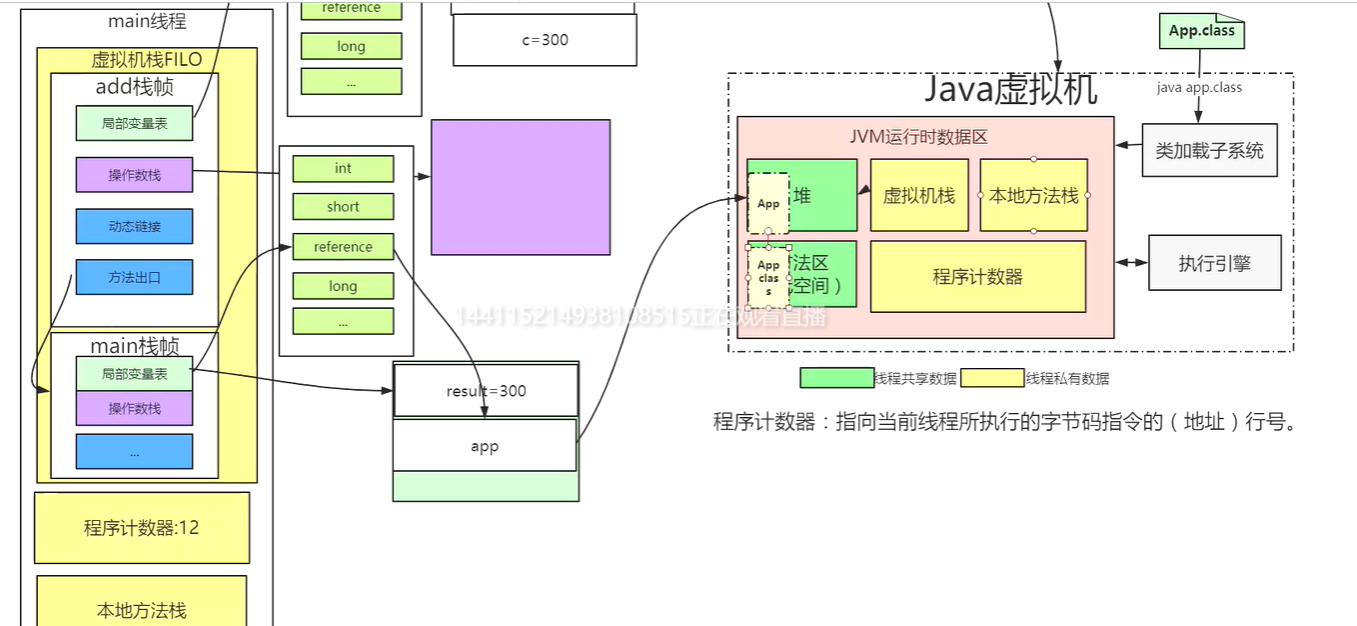 main线程
虚拟机栈FILO
add栈帧
局部变量表
操作数栈
动态链接
方法出口
main栈帧
局部变量表
操作数栈
...
程序计数器:12
本地方法栈
reference
long
...
c=300
int
short
reference
long
...
result=300
app
App.class
java app.class
Java虚拟机
JVM运行时数据区
类加载子系统
App
堆
虚拟机栈
本地方法栈
App
clas
s
法区
空间）
程序计数器
执行引擎
线程共享数据
线程私有数据
程序计数器：指向当前线程所执行的字节码指令的（地址）行号。
144115214938108515正在观看直播